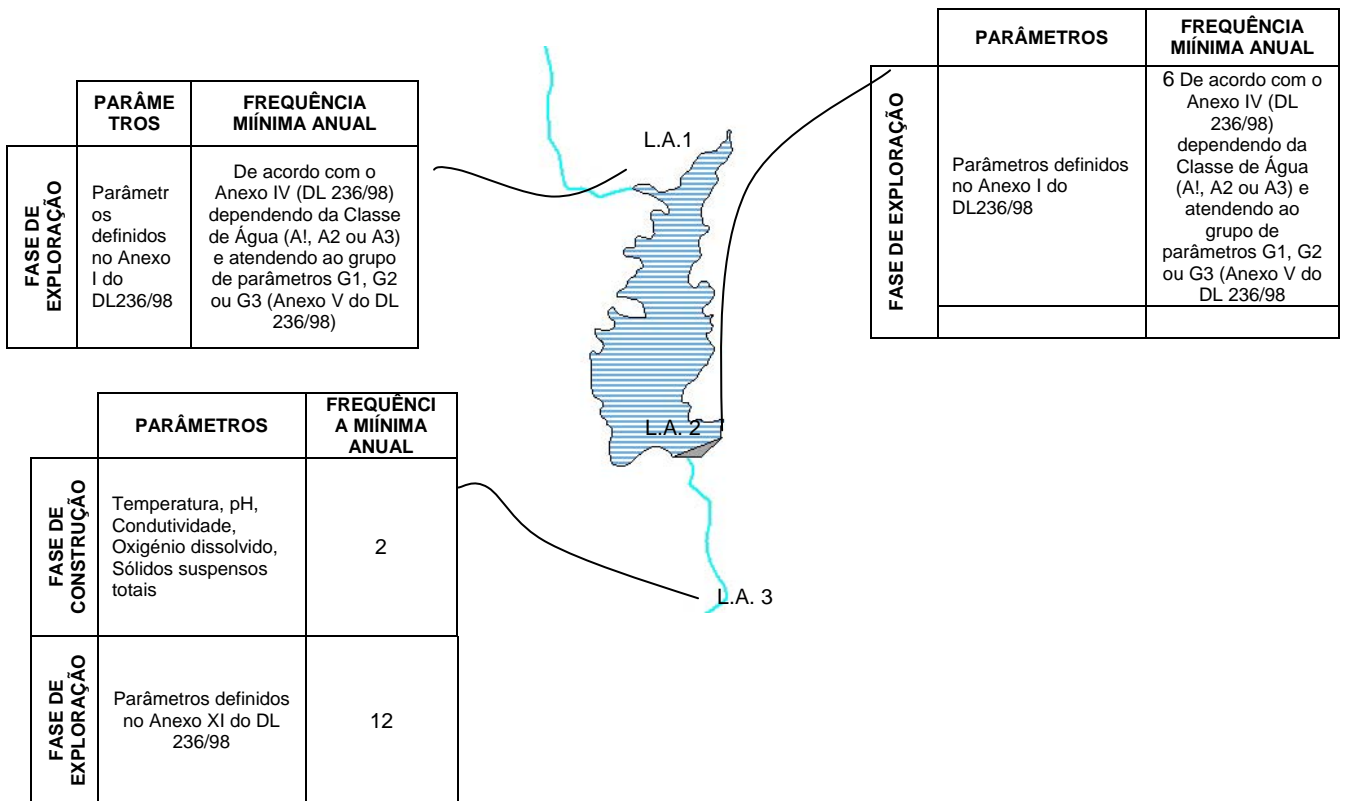 PARÂMETROS
FREQUÊNCIA
MIÍNIMA ANUAL
FASE DE EXPLORAÇÃO
Parâmetros definidos
no Anexo I do
DL236/98
6 De acordo com o
Anexo IV (DL
236/98)
dependendo da
Classe de Água
(A!, A2 ou A3) e
atendendo ao
grupo de
parâmetros G1, G2
ou G3 (Anexo V do
DL 236/98
PARÂME
TROS
FREQUÊNCIA
MIÍNIMA ANUAL
FASE DE
EXPLORAÇÃO
Parâmetr
os
definidos
no Anexo
I do
DL236/98
De acordo com o
Anexo IV (DL 236/98)
dependendo da Classe
de Água (A!, A2 ou A3)
e atendendo ao grupo
de parâmetros G1, G2
ou G3 (Anexo V do DL
236/98)
L.A.1
L.A. 2
L.A. 3
PARÂMETROS
FREQUÊNCI
A MIÍNIMA
ANUAL
FASE DE
CONSTRUÇÃO
Temperatura, pH,
Condutividade,
Oxigénio dissolvido,
Sólidos suspensos
totais
2
FASE DE
EXPLORAÇÃO
Parâmetros definidos
no Anexo XI do DL
236/98
12